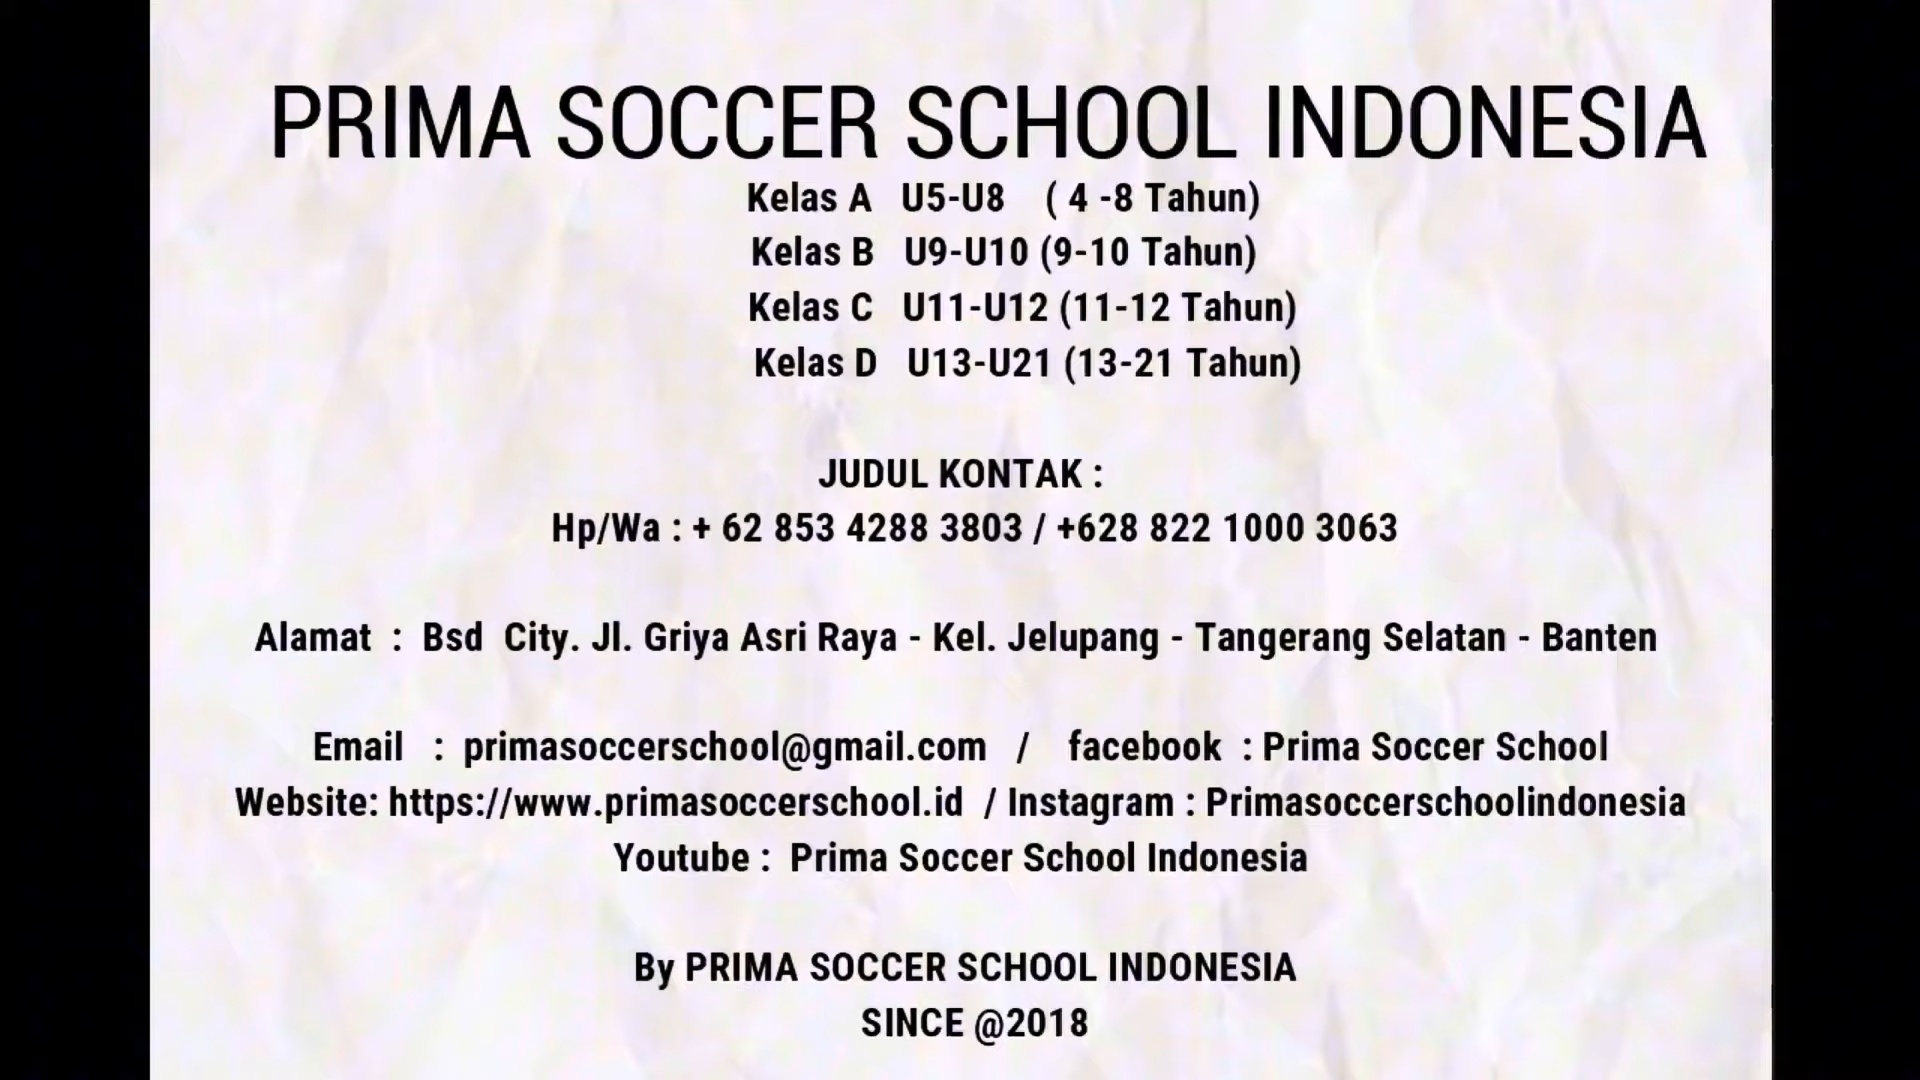 PRIMA SOCCER SCHOOL INDONESIA
Kelas A U5-U8 ( 4 -8 Tahun)
Kelas B U9-U10 (9-10 Tahun)
Kelas C U11-U12 (11-12 Tahun)
Kelas D U13-U21 (13-21 Tahun)
JUDUL KONTAK :
Hp/Wa : + 62 853 4288 3803 / +628 822 1000 3063
Alamat : Bsd City. Jl. Griya Asri Raya - Kel. Jelupang - Tangerang Selatan - Banten
Email : primasoccerschool@gmail.com / facebook : Prima Soccer School
Website: https://www.primasoccerschool.id / Instagram : Primasoccerschoolindonesia
Youtube : Prima Soccer School Indonesia
By PRIMA SOCCER SCHOOL INDONESIA
SINCE @2018